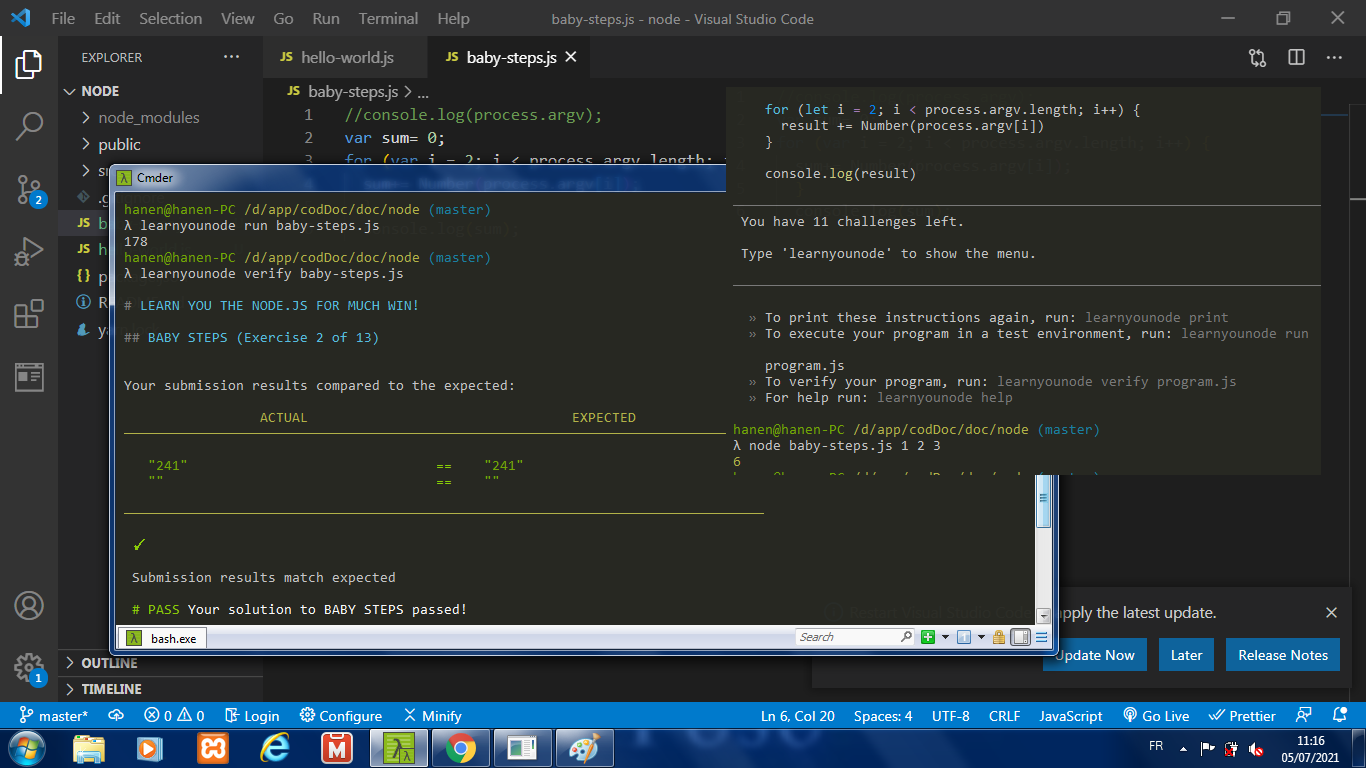 File Edit Selection View Go Run Terminal Help
baby-steps.js - node - Visual Studio Code
EXPLORER
JS hello-world.js
JS baby-steps.js
NODE
node_modules
public
JS baby-steps.js > ...
1 //console.log(process.argv);
2 var sum= 0;
3 for (var i = 2; i < process.argv.length;
Cmder
hanen@hanen-PC /d/app/codDoc/doc/node (master)
λ learnyounode run baby-steps.js
178
hanen@hanen-PC /d/app/codDoc/doc/node (master)
λ learnyounode verify baby-steps.js
# LEARN YOU THE NODE.JS FOR MUCH WIN!
## BABY STEPS (Exercise 2 of 13)
Your submission results compared to the expected:
ACTUAL EXPECTED
"241" == "241"
"" == ""
✓
Submission results match expected
# PASS Your solution to BABY STEPS passed!
bash.exe
Search
for (let i = 2; i < process.argv.length; i++) {
result += Number(process.argv[i])
}
console.log(result)
You have 11 challenges left.
Type 'learnyounode' to show the menu.
» To print these instructions again, run: learnyounode print
» To execute your program in a test environment, run: learnyounode run
program.js
» To verify your program, run: learnyounode verify program.js
» For help run: learnyounode help
hanen@hanen-PC /d/app/codDoc/doc/node (master)
λ node baby-steps.js 1 2 3
6
apply the latest update.
Update Now Later Release Notes
2
1
OUTLINE
TIMELINE
master* 0 0 Login Configure Minify
Ln 6, Col 20 Spaces: 4 UTF-8 CRLF JavaScript Go Live Prettier
FR
11:16
05/07/2021